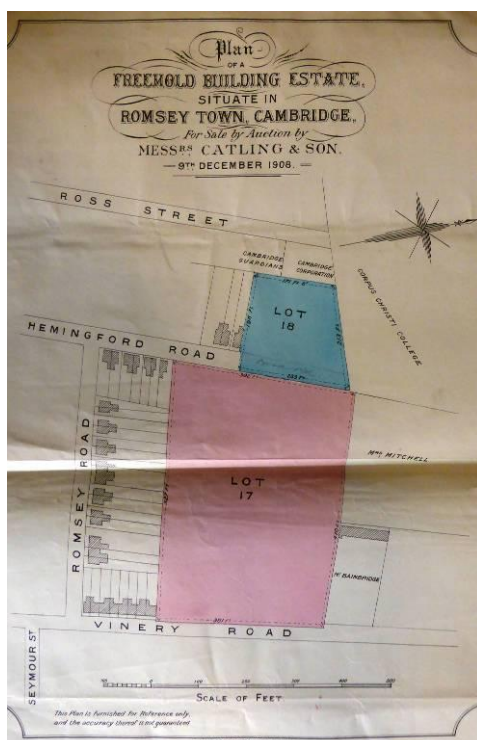 Plan
OF A
FREEHOLD BUILDING ESTATE,
SITUATE IN
ROMSEY TOWN, CAMBRIDGE,
For Sale by Auction by
MESSRS CATLING & SON.
— 9TH DECEMBER 1908. —
ROSS STREET
CAMBRIDGE
GUARDIANS
CAMBRIDGE
CORPORATION
CORPUS CHRISTI COLLEGE
LOT
18
HEMINGFORD ROAD
MRS MITCHELL
LOT
17
ROMSEY ROAD
MR BAINBRIDGE
VINERY ROAD
SEYMOUR ST
SCALE OF FEET
This Plan is furnished for Reference only,
and the accuracy thereof is not guaranteed